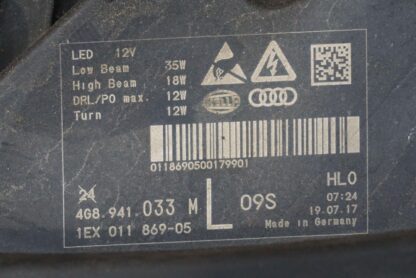 LED 12V
Low Beam 35W
High Beam 18W
DRL/PO max. 12W
Turn 12W
HELLA
0118690500179901
24
4G8.941.033 M L 09S HL0
07:24
1EX 011 869-05 19.07.17
Made in Germany